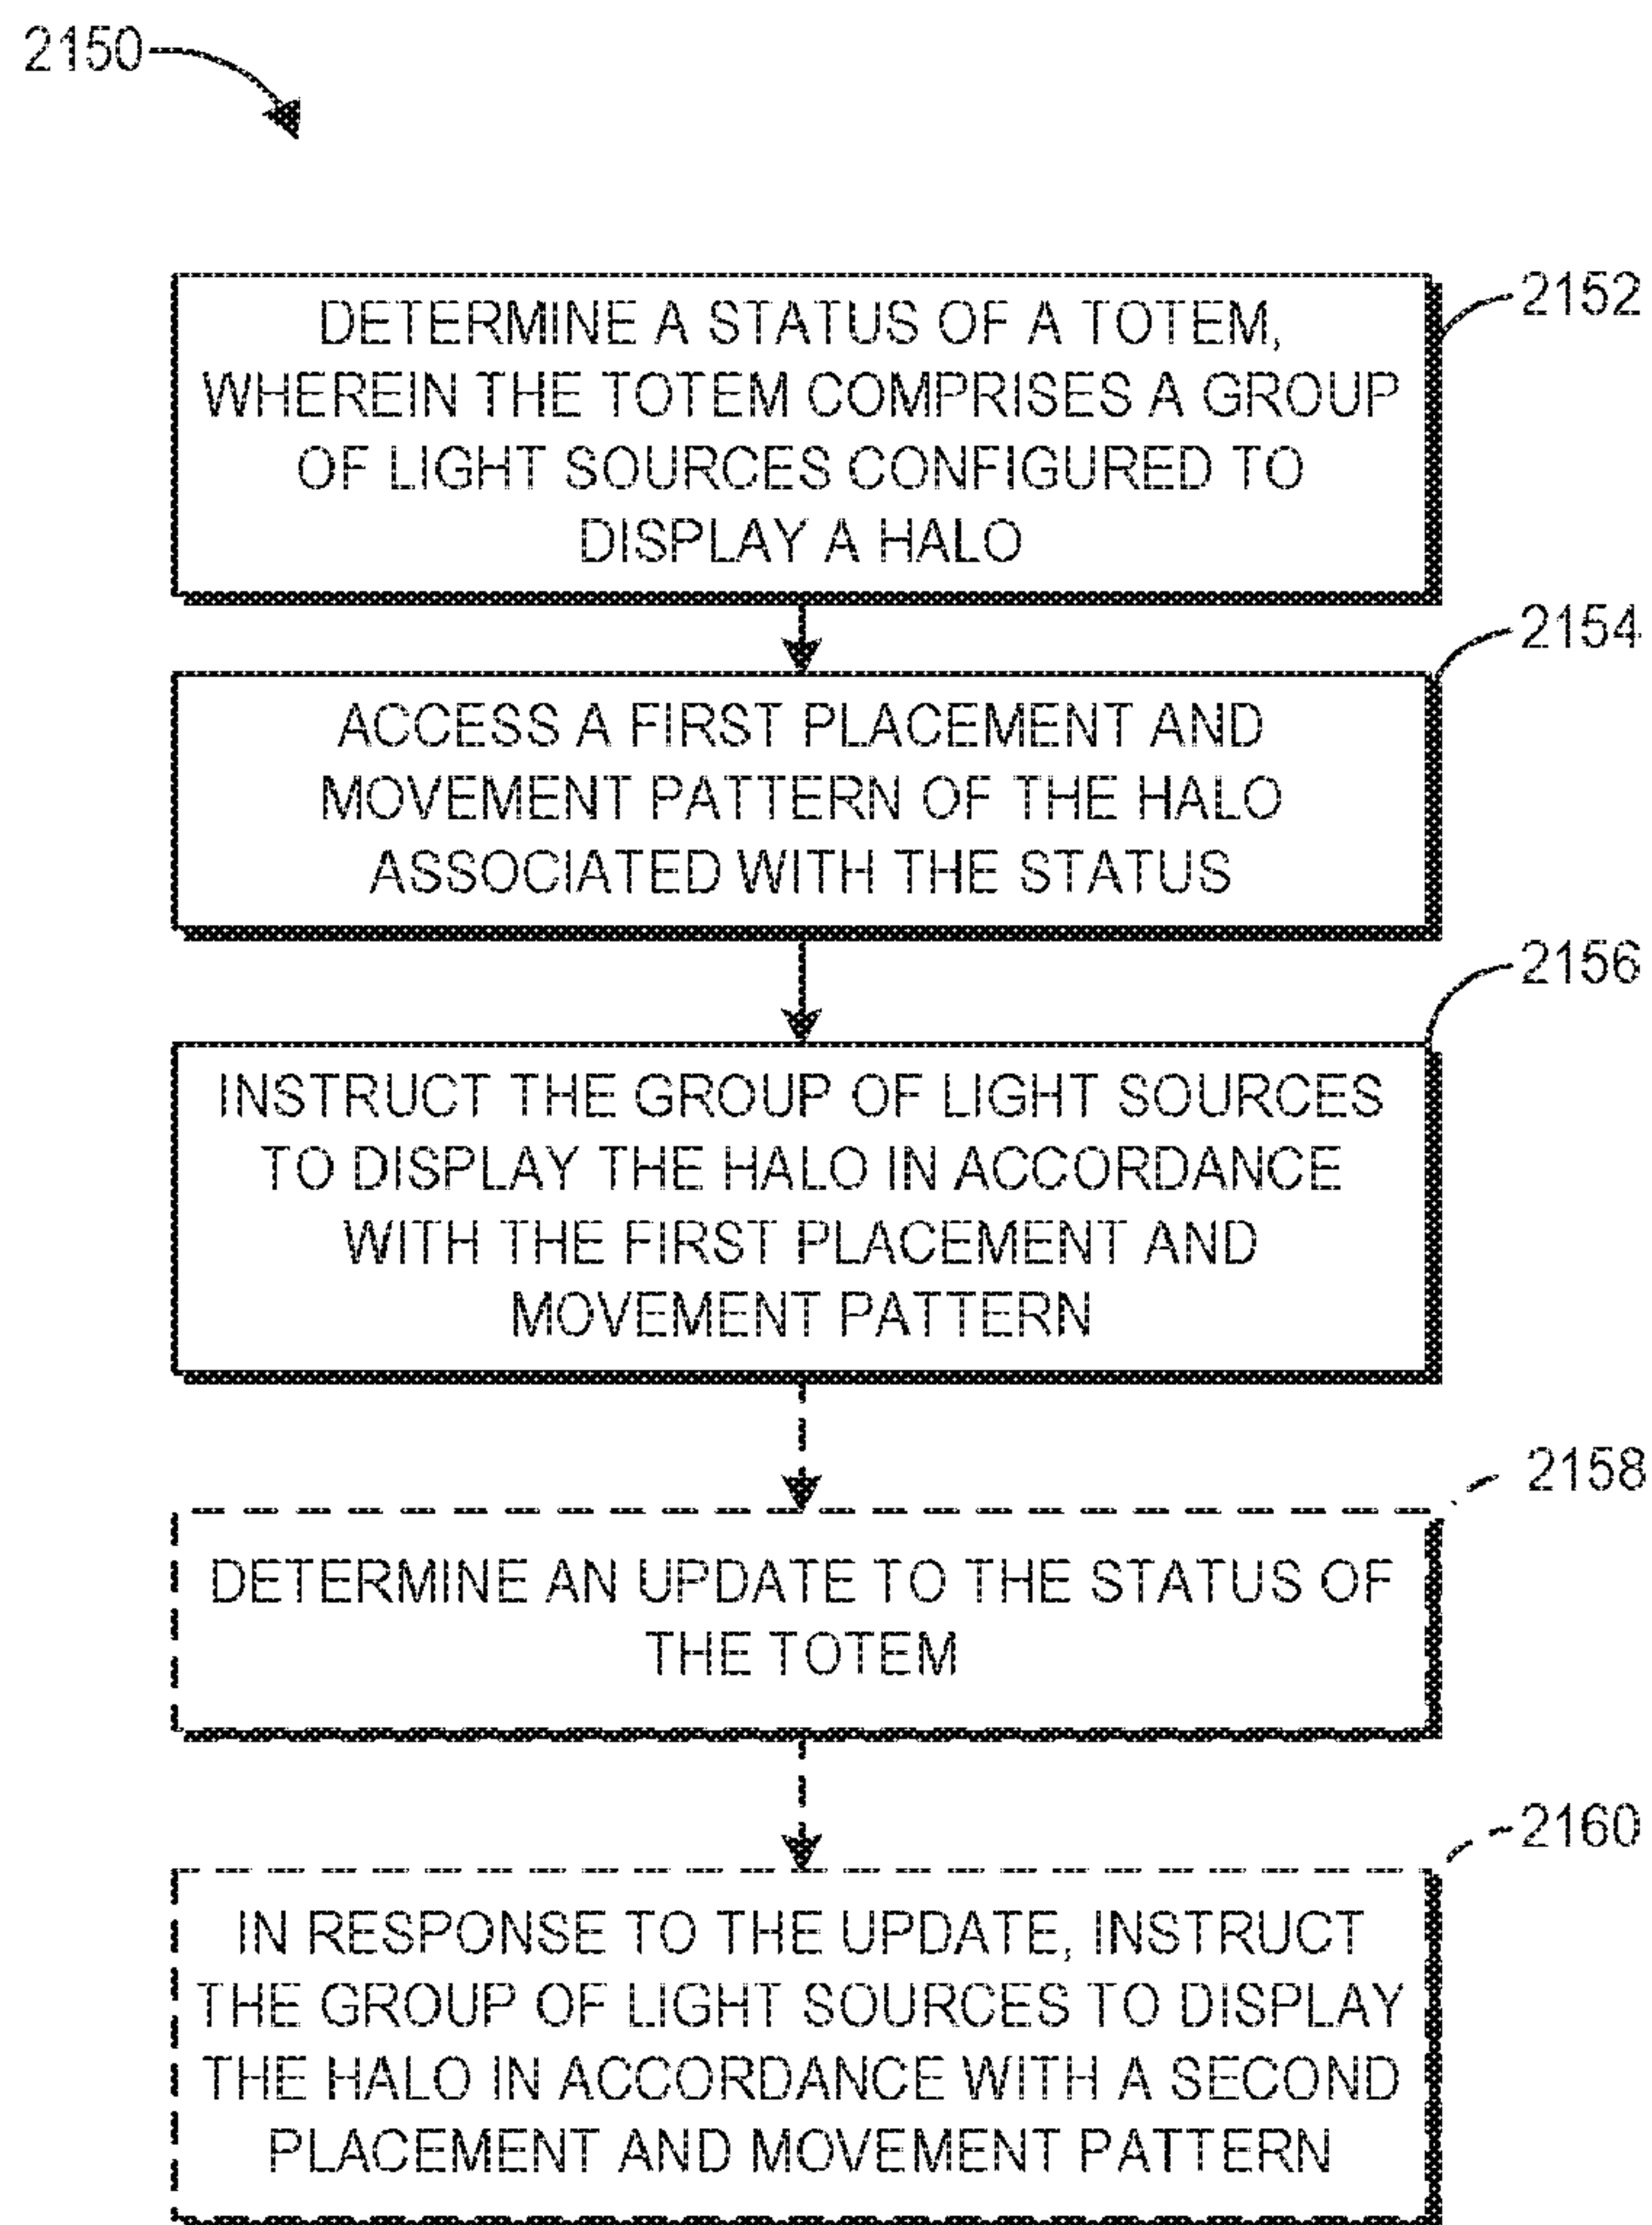 2150
DETERMINE A STATUS OF A TOTEM,
WHEREIN THE TOTEM COMPRISES A GROUP
OF LIGHT SOURCES CONFIGURED TO
DISPLAY A HALO
2152
ACCESS A FIRST PLACEMENT AND
MOVEMENT PATTERN OF THE HALO
ASSOCIATED WITH THE STATUS
2154
INSTRUCT THE GROUP OF LIGHT SOURCES
TO DISPLAY THE HALO IN ACCORDANCE
WITH THE FIRST PLACEMENT AND
MOVEMENT PATTERN
2156
DETERMINE AN UPDATE TO THE STATUS OF
THE TOTEM
2158
IN RESPONSE TO THE UPDATE, INSTRUCT
THE GROUP OF LIGHT SOURCES TO DISPLAY
THE HALO IN ACCORDANCE WITH A SECOND
PLACEMENT AND MOVEMENT PATTERN
2160